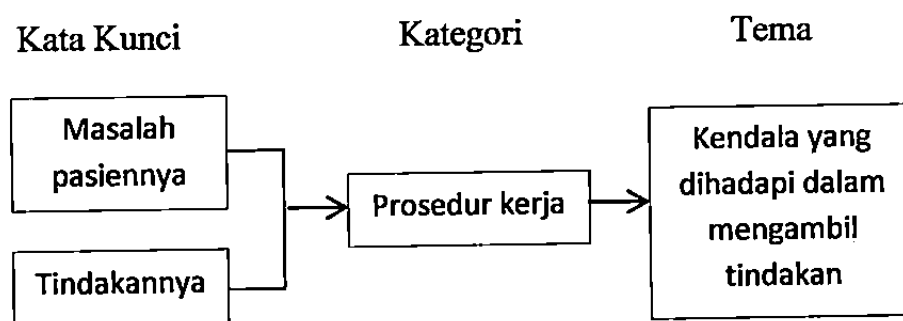 Kata Kunci
Kategori
Tema
Masalah
pasiennya
Tindakannya
Prosedur kerja
Kendala yang
dihadapi dalam
mengambil
tindakan